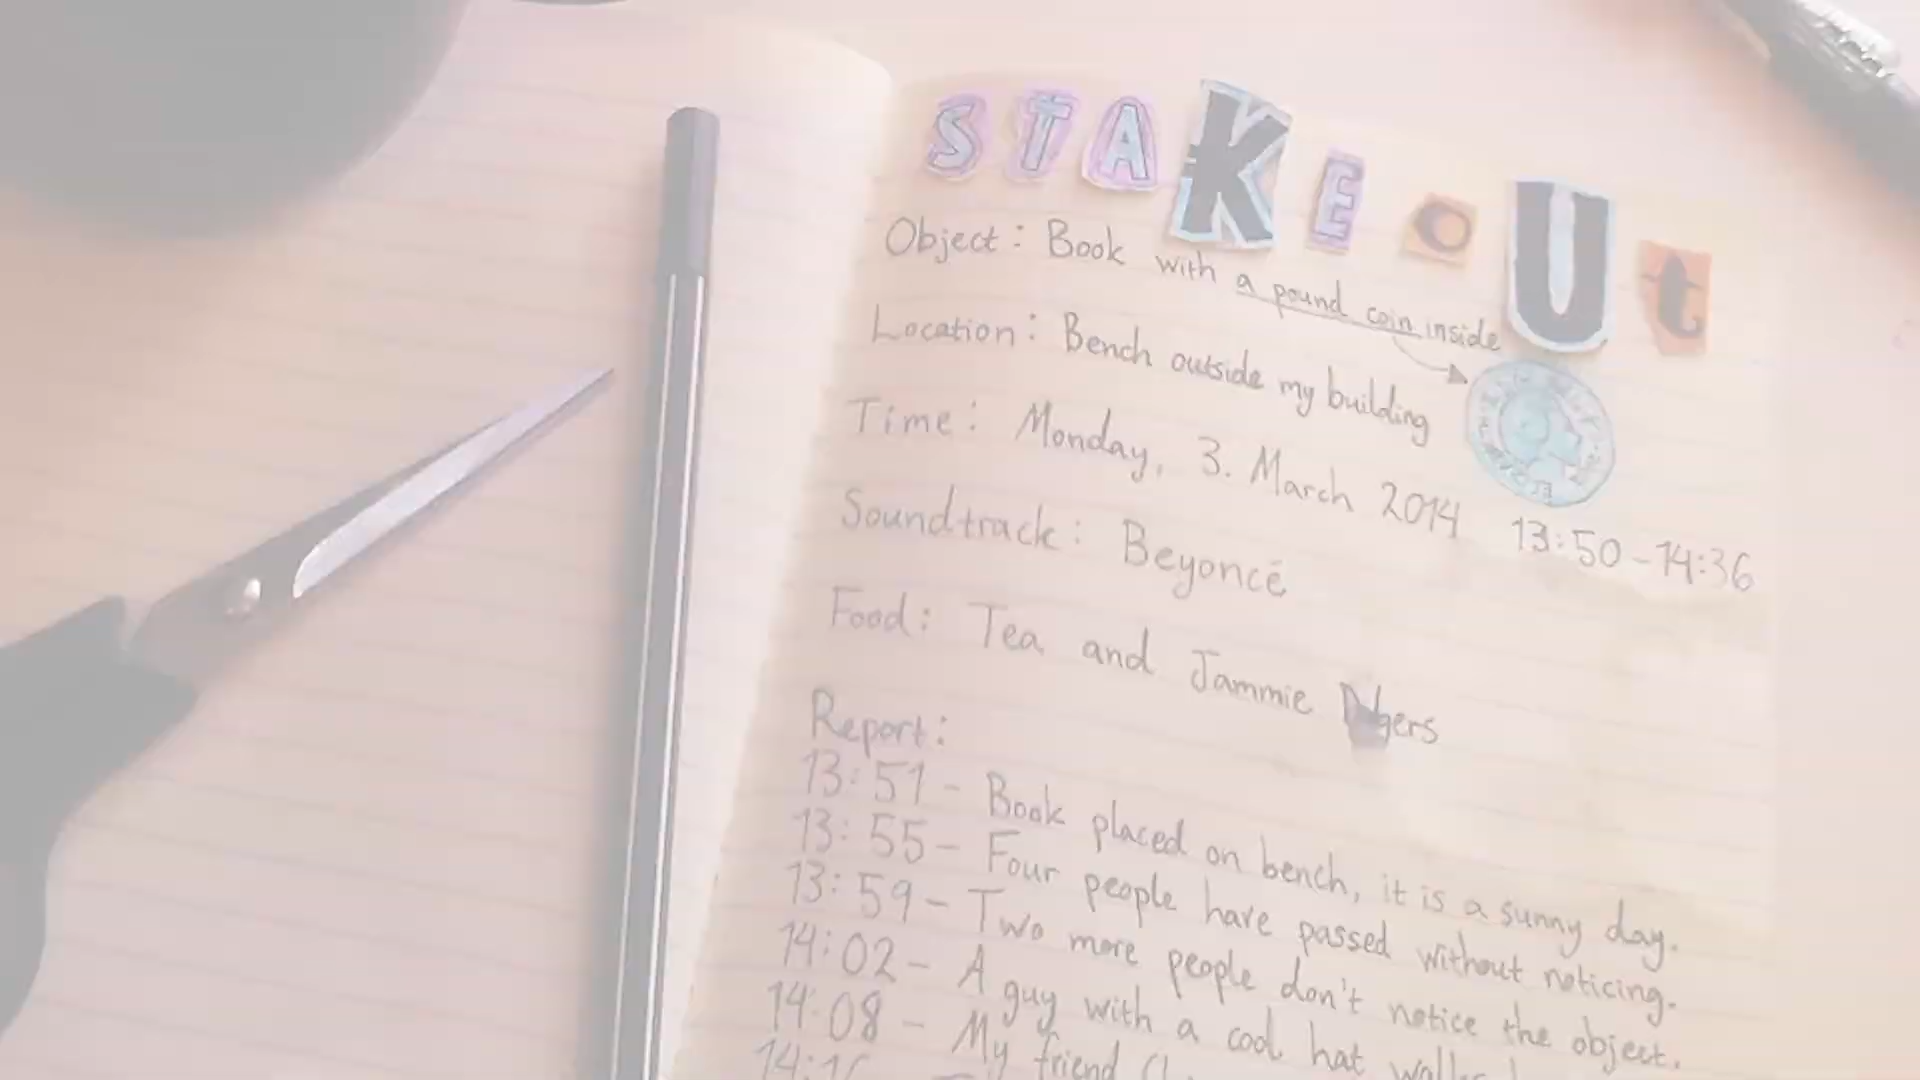 STAKE oUt
Object: Book with a pound coin inside
Location: Bench outside my building
Time: Monday, 3. March 2014 13:50-14:36
Soundtrack: Beyoncé
Food: Tea and Jammie
Report:
13:51 - Book placed on bench, it is a sunny day.
13:55 - Four people have passed without noticing.
13:59 - Two more people don't notice the object.
14:02 - A guy with a cool hat
14:08 - My friend